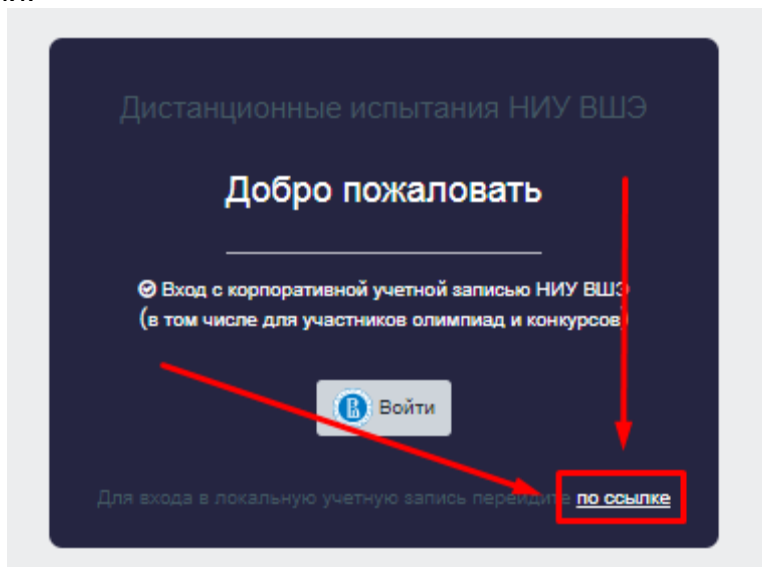 Дистанционные испытания НИУ ВШЭ
Добро пожаловать
Вход с корпоративной учетной записью НИУ ВШЭ
(в том числе для участников олимпиад и конкурсов)
Войти
Для входа в локальную учетную запись перейдите по ссылке